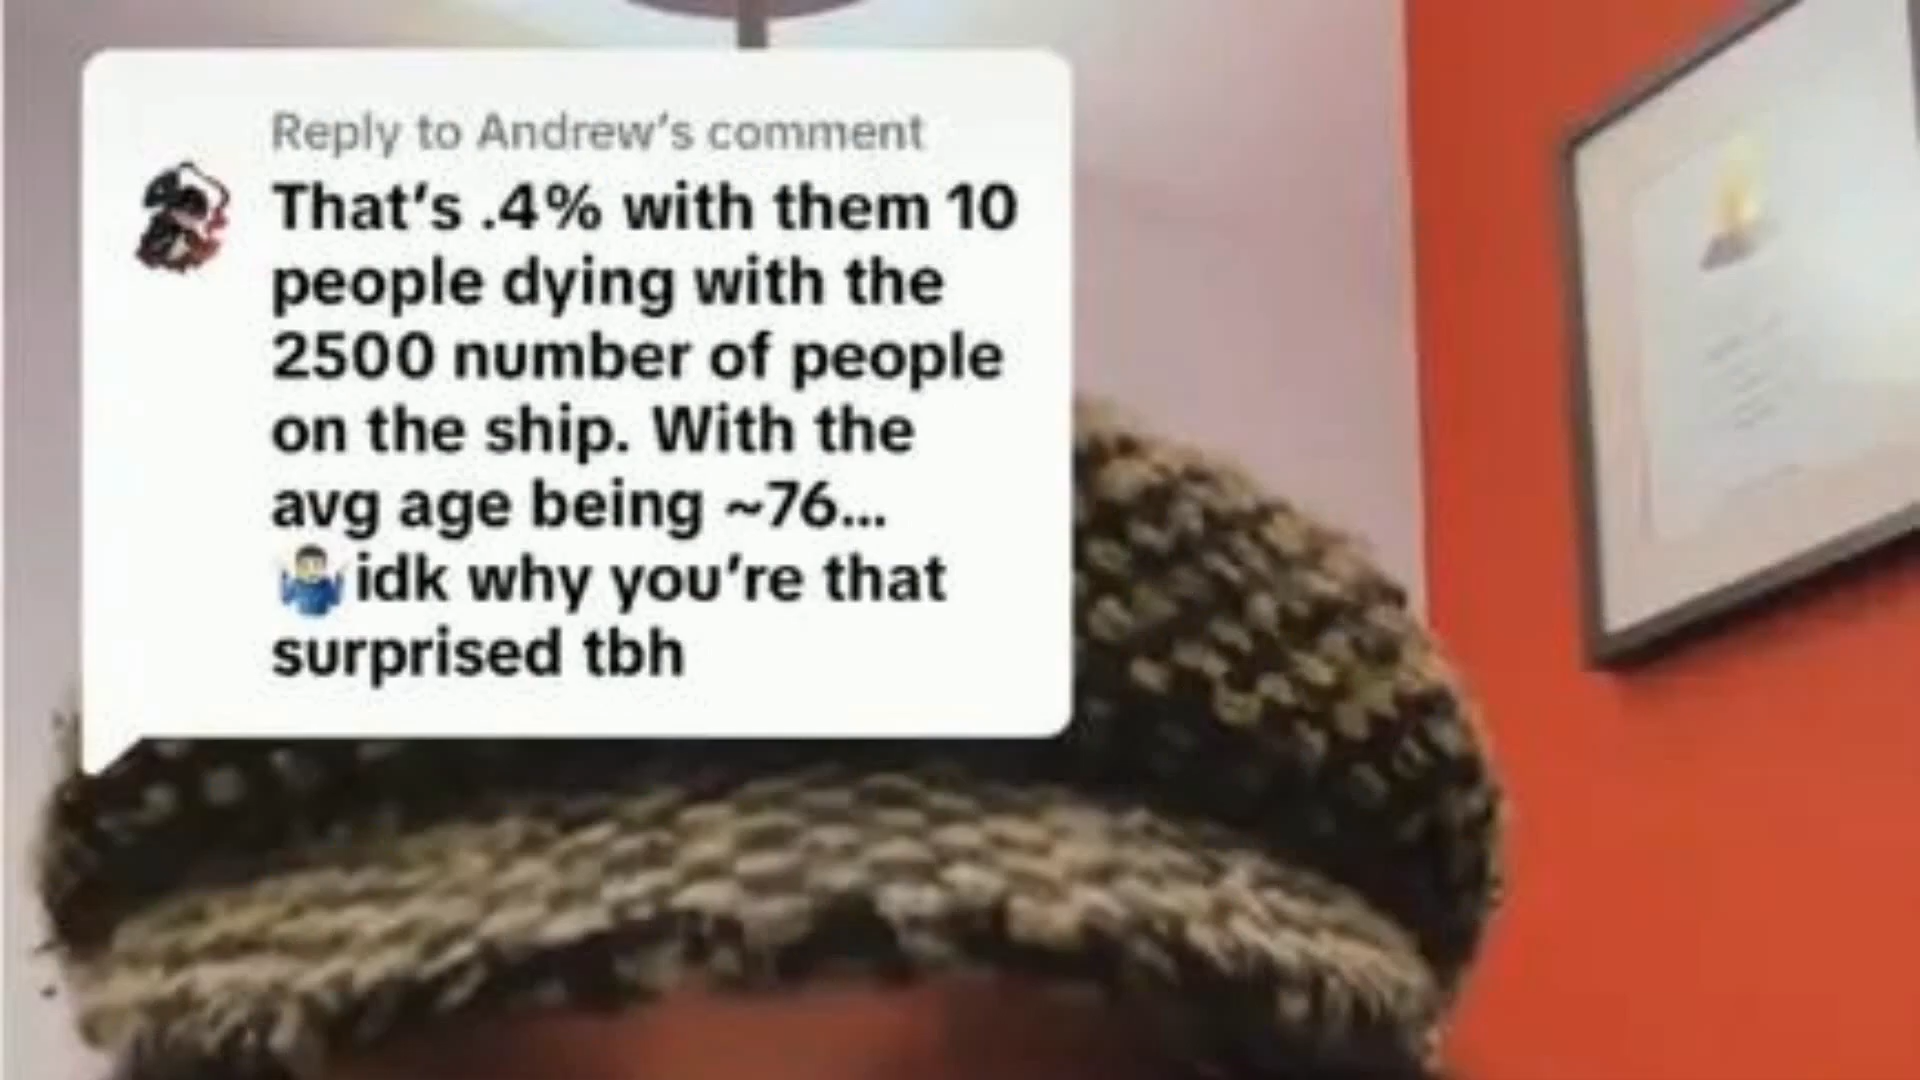 Reply to Andrew's comment
That's .4% with them 10
people dying with the
2500 number of people
on the ship. With the
avg age being ~76...
🤷🏻‍♂️idk why you're that
surprised tbh